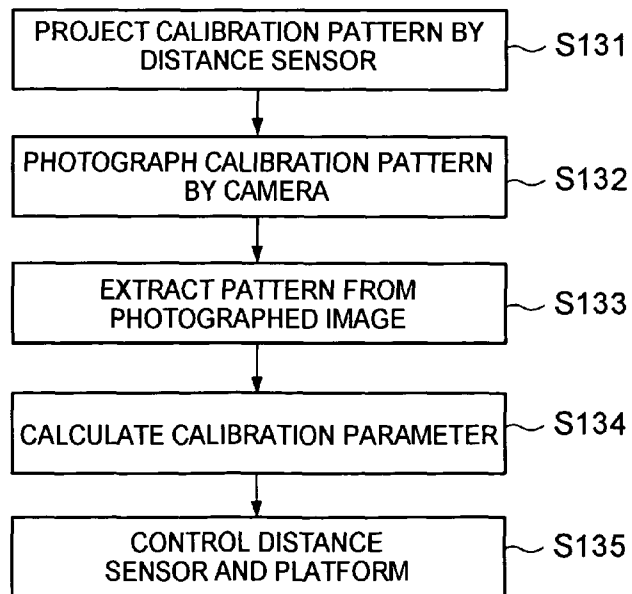 PROJECT CALIBRATION PATTERN BY
DISTANCE SENSOR
S131
PHOTOGRAPH CALIBRATION PATTERN
BY CAMERA
S132
EXTRACT PATTERN FROM
PHOTOGRAPHED IMAGE
S133
CALCULATE CALIBRATION PARAMETER
S134
CONTROL DISTANCE
SENSOR AND PLATFORM
S135